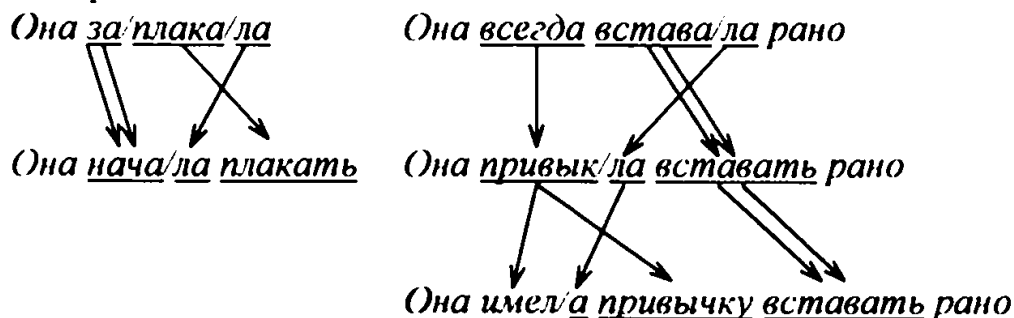 Она за/плака/ла Она всегда встава/ла рано
Она нача/ла плакать Она привык/ла вставать рано
Она имел/а привычку вставать рано